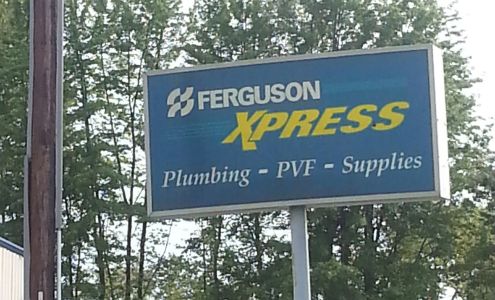 FERGUSON
XPRESS
Plumbing - PVF - Supplies